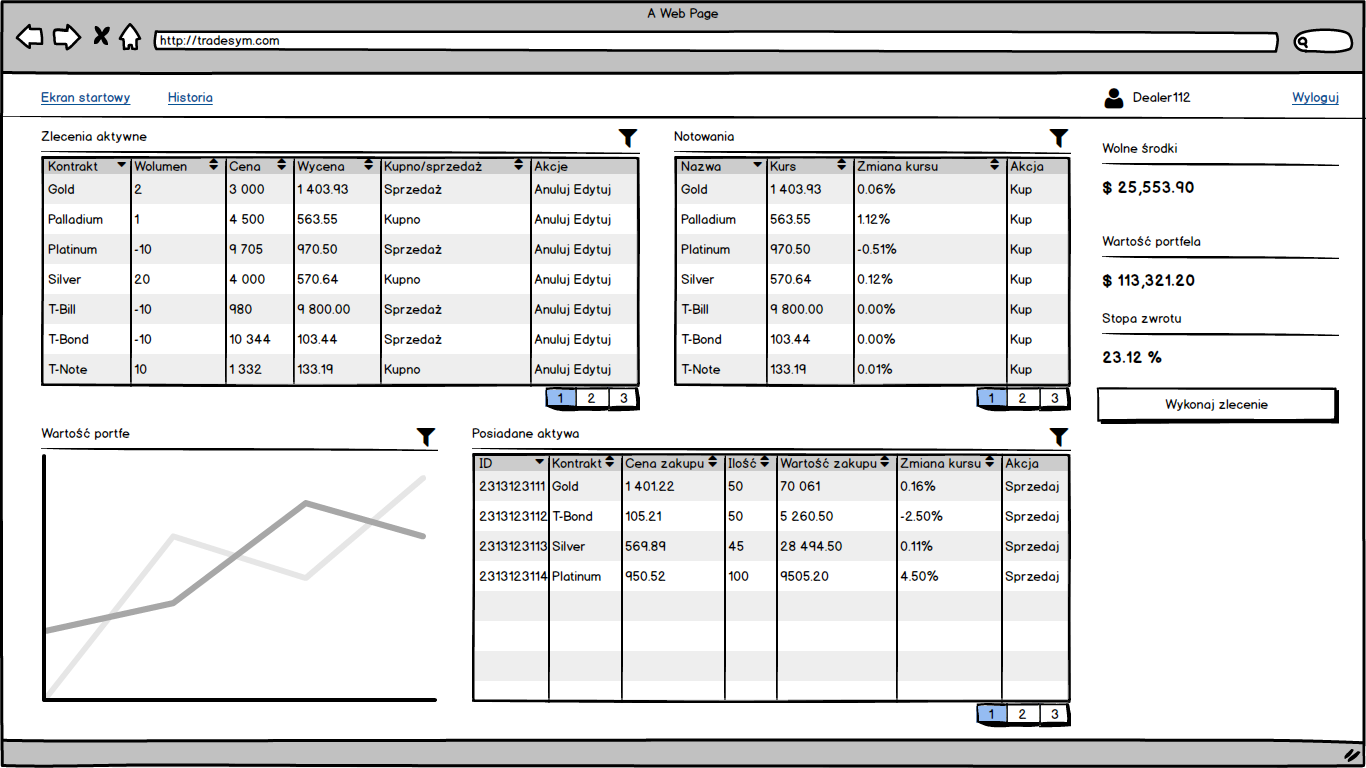 A Web Page
http://tradesym.com
Ekran startowy Historia Dealer112 Wyloguj
Zlecenia aktywne
Kontrakt Wolumen Cena Wycena Kupno/sprzedaż Akcje
Gold 2 3 000 1 403.93 Sprzedaż Anuluj Edytuj
Palladium 1 4 500 563.55 Kupno Anuluj Edytuj
Platinum -10 9 705 970.50 Sprzedaż Anuluj Edytuj
Silver 20 4 000 570.64 Kupno Anuluj Edytuj
T-Bill -10 980 9 800.00 Sprzedaż Anuluj Edytuj
T-Bond -10 10 344 103.44 Sprzedaż Anuluj Edytuj
T-Note 10 1 332 133.19 Kupno Anuluj Edytuj
1 2 3
Notowania
Nazwa Kurs Zmiana kursu Akcja
Gold 1 403.93 0.06% Kup
Palladium 563.55 1.12% Kup
Platinum 970.50 -0.51% Kup
Silver 570.64 0.12% Kup
T-Bill 9 800.00 0.00% Kup
T-Bond 103.44 0.00% Kup
T-Note 133.19 0.01% Kup
1 2 3
Wolne środki
$ 25,553.90
Wartość portfela
$ 113,321.20
Stopa zwrotu
23.12 %
Wykonaj zlecenie
Wartość portfe
Posiadane aktywa
ID Kontrakt Cena zakupu Ilość Wartość zakupu Zmiana kursu Akcja
2313123111 Gold 1 401.22 50 70 061 0.16% Sprzedaj
2313123112 T-Bond 105.21 50 5 260.50 -2.50% Sprzedaj
2313123113 Silver 569.89 45 28 494.50 0.11% Sprzedaj
2313123114 Platinum 950.52 100 9505.20 4.50% Sprzedaj
1 2 3